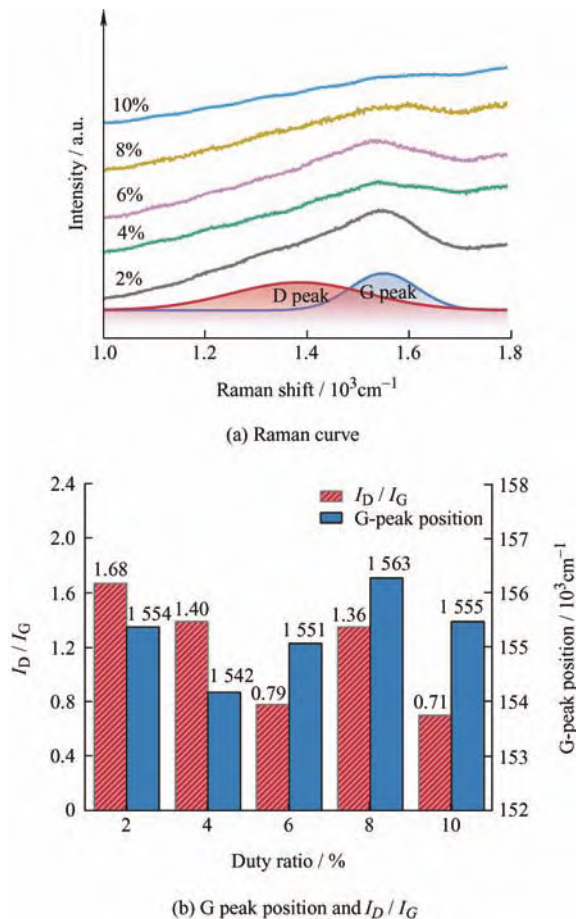 Intensity / a.u.
10%
8%
6%
4%
2%
D peak
G peak
1.0 1.2 1.4 1.6 1.8
Raman shift / 10³cm⁻¹
(a) Raman curve
I_D / I_G
G-peak position
I_D / I_G
2.4
2.0
1.6
1.2
0.8
0.4
0
1.68
1 554
1.40
1 542
0.79
1 551
1.36
1 563
0.71
1 555
158
157
156
155
154
153
152
G-peak position / 10³cm⁻¹
2 4 6 8 10
Duty ratio / %
(b) G peak position and I_D / I_G